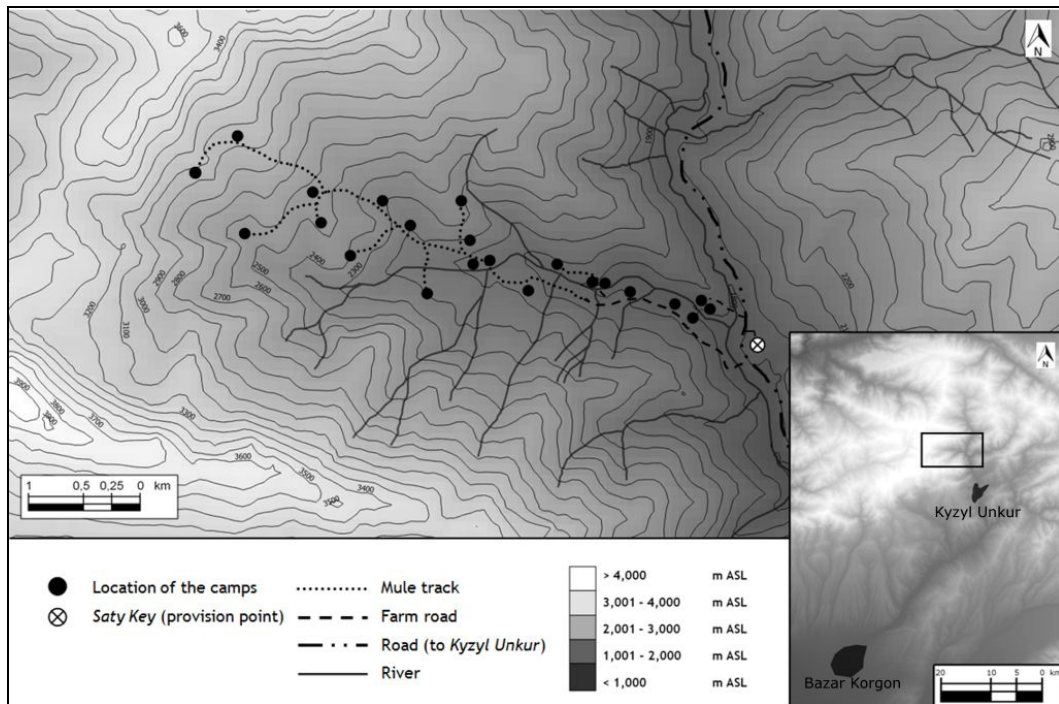 3600
3400
N
1900
2900
2800
3000
2500
2400
2300
2600
2700
2200
3200
3100
3300
3900
3800
3700
3900
3600
3500
3400
3500
1 0,5 0,25 0 km
N
Kyzyl Unkur
Bazar Korgon
20 10 5 0 km
Location of the camps
Saty Key (provision point)
Mule track
Farm road
Road (to Kyzyl Unkur)
River
> 4,000 m ASL
3,001 - 4,000 m ASL
2,001 - 3,000 m ASL
1,001 - 2,000 m ASL
< 1,000 m ASL